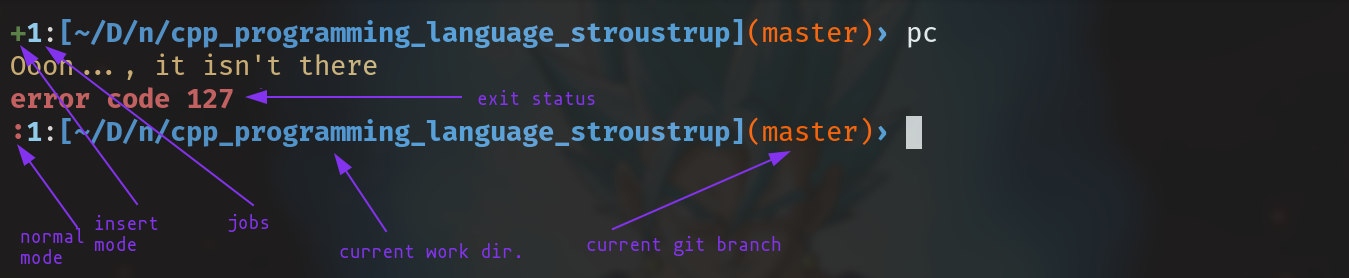 +1:[~/D/n/cpp_programming_language_stroustrup](master)› pc
Oooh..., it isn't there
error code 127
exit status
:1:[~/D/n/cpp_programming_language_stroustrup](master)›
normal
mode
insert
mode
jobs
current work dir.
current git branch